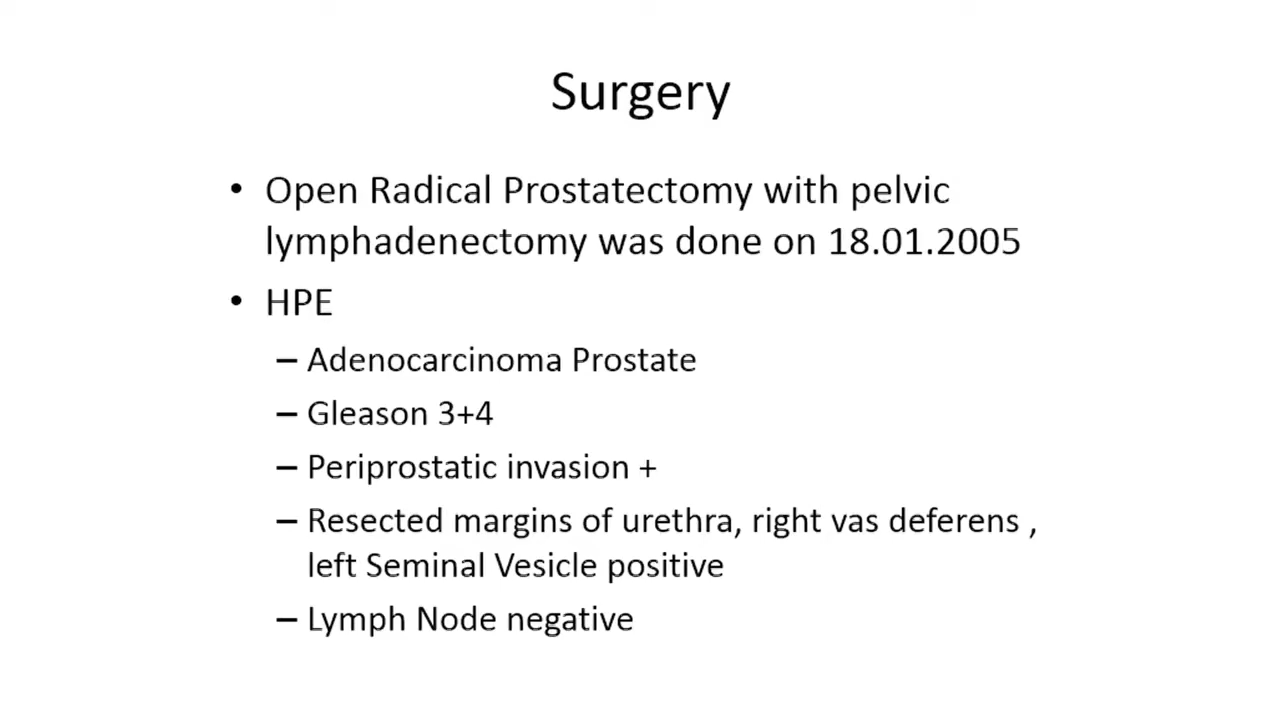 Surgery
• Open Radical Prostatectomy with pelvic
lymphadenectomy was done on 18.01.2005
• HPE
– Adenocarcinoma Prostate
– Gleason 3+4
– Periprostatic invasion +
– Resected margins of urethra, right vas deferens ,
left Seminal Vesicle positive
– Lymph Node negative